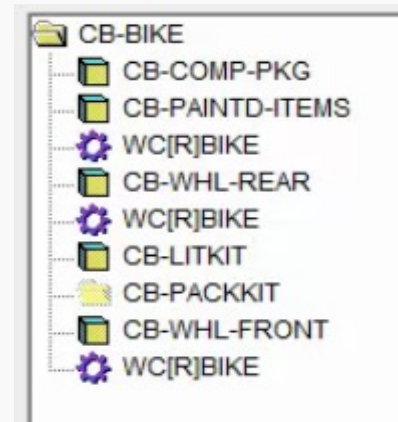 CB-BIKE
CB-COMP-PKG
CB-PAINTD-ITEMS
WC[R]BIKE
CB-WHL-REAR
WC[R]BIKE
CB-LITKIT
CB-PACKKIT
CB-WHL-FRONT
WC[R]BIKE